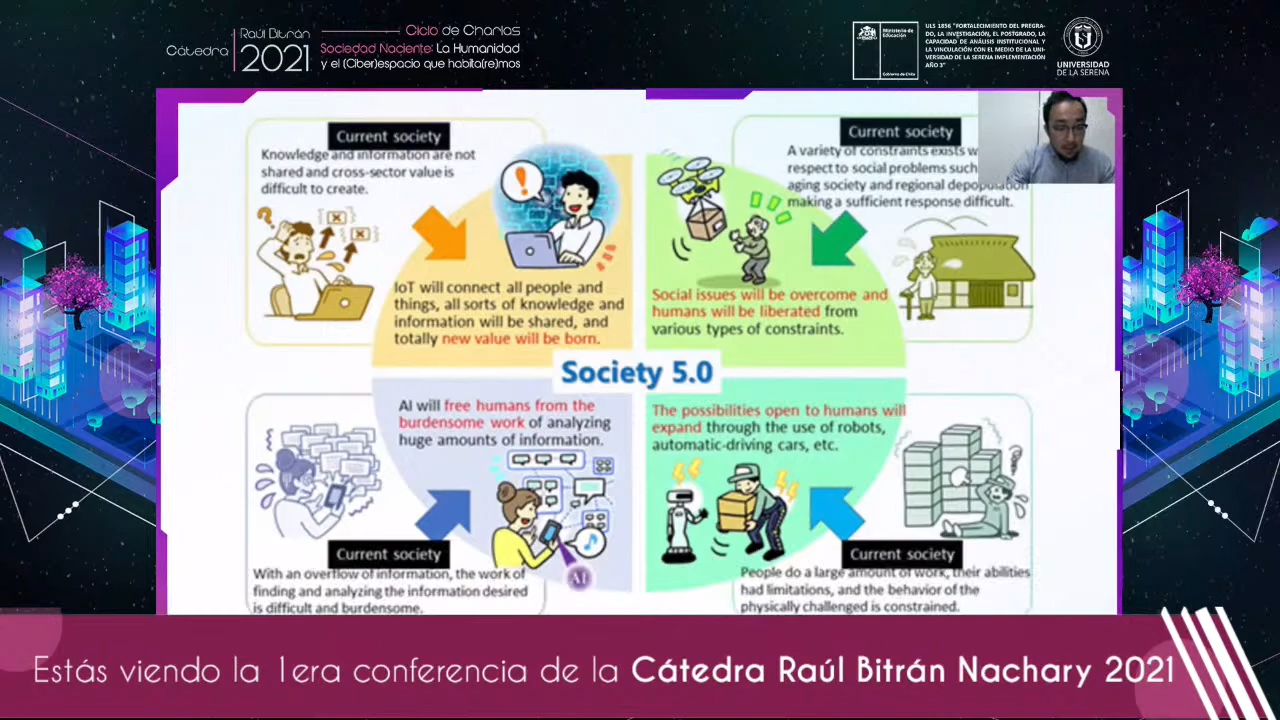 Cátedra
Raúl Bitrán
2021
Ciclo de Charlas
Sociedad Naciente: La Humanidad
y el (Ciber)espacio que habita(re)mos
Ministerio de
Educación
Gobierno de Chile
ULS 1856 "FORTALECIMIENTO DEL PREGRA-
DO, LA INVESTIGACIÓN, EL POSTGRADO, LA
CAPACIDAD DE ANÁLISIS INSTITUCIONAL Y
LA VINCULACIÓN CON EL MEDIO DE LA UNI-
VERSIDAD DE LA SERENA IMPLEMENTACIÓN
AÑO 3"
UNIVERSIDAD
DE LA SERENA
Current society
Knowledge and information are not
shared and cross-sector value is
difficult to create.
IoT will connect all people and
things, all sorts of knowledge and
information will be shared, and
totally new value will be born.
Current society
A variety of constraints exists w
respect to social problems such
aging society and regional depopulation
making a sufficient response difficult.
Social issues will be overcome and
humans will be liberated from
various types of constraints.
Society 5.0
AI will free humans from the
burdensome work of analyzing
huge amounts of information.
AI
Current society
With an overflow of information, the work of
finding and analyzing the information desired
is difficult and burdensome.
The possibilities open to humans will
expand through the use of robots,
automatic-driving cars, etc.
Current society
People do a large amount of work, their abilities
had limitations, and the behavior of the
physically challenged is constrained.
Estás viendo la 1era conferencia de la Cátedra Raúl Bitrán Nachary 2021